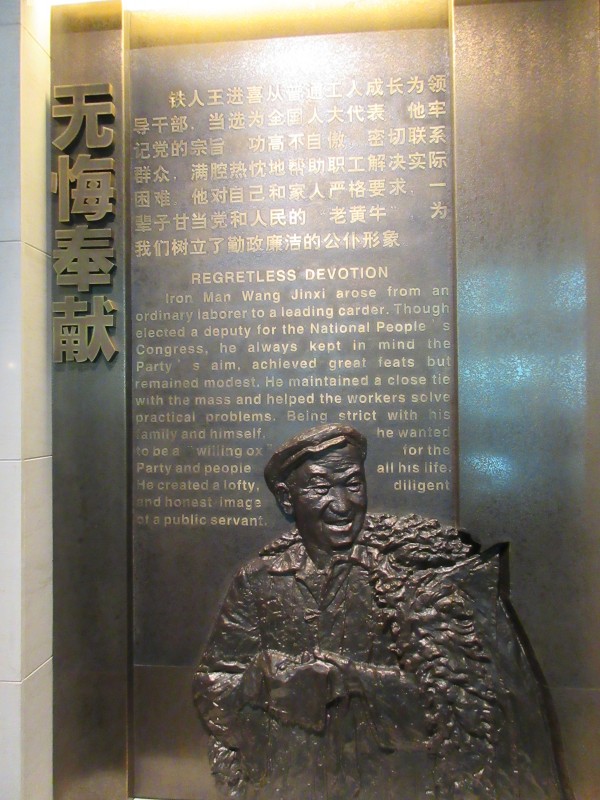 无悔奉献
铁人王进喜从普通工人成长为领
导干部，当选为全国人大代表，他牢
记党的宗旨，功高不自傲，密切联系
群众，满腔热忱地帮助职工解决实际
困难。他对自己和家人严格要求，一
辈子甘当党和人民的“老黄牛”，为
我们树立了勤政廉洁的公仆形象
REGRETLESS DEVOTION
Iron Man Wang Jinxi arose from an
ordinary laborer to a leading carder. Though
elected a deputy for the National People's
Congress, he always kept in mind the
Party's aim, achieved great feats but
remained modest. He maintained a close tie
with the mass and helped the workers solve
practical problems. Being strict with his
family and himself, he wanted
to be a "willing ox" for the
Party and people all his life.
He created a lofty, diligent
and honest image
of a public servant.